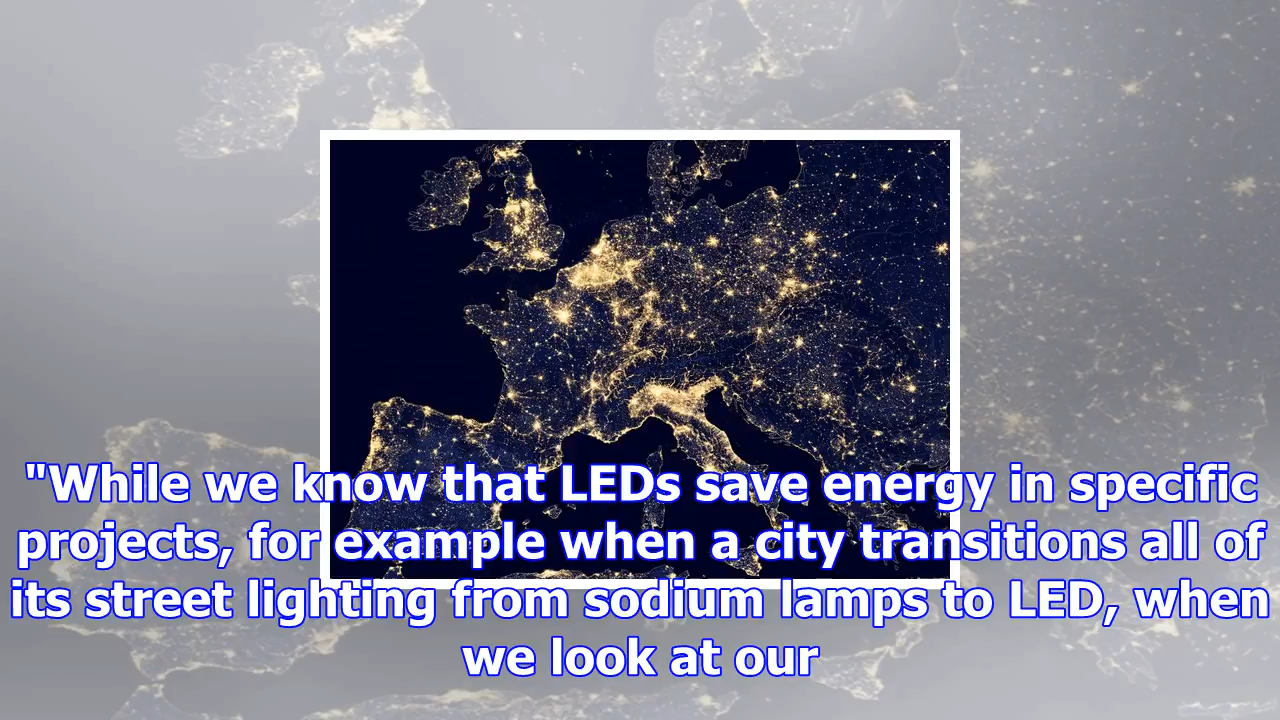 "While we know that LEDs save energy in specific
projects, for example when a city transitions all of
its street lighting from sodium lamps to LED, when
we look at our